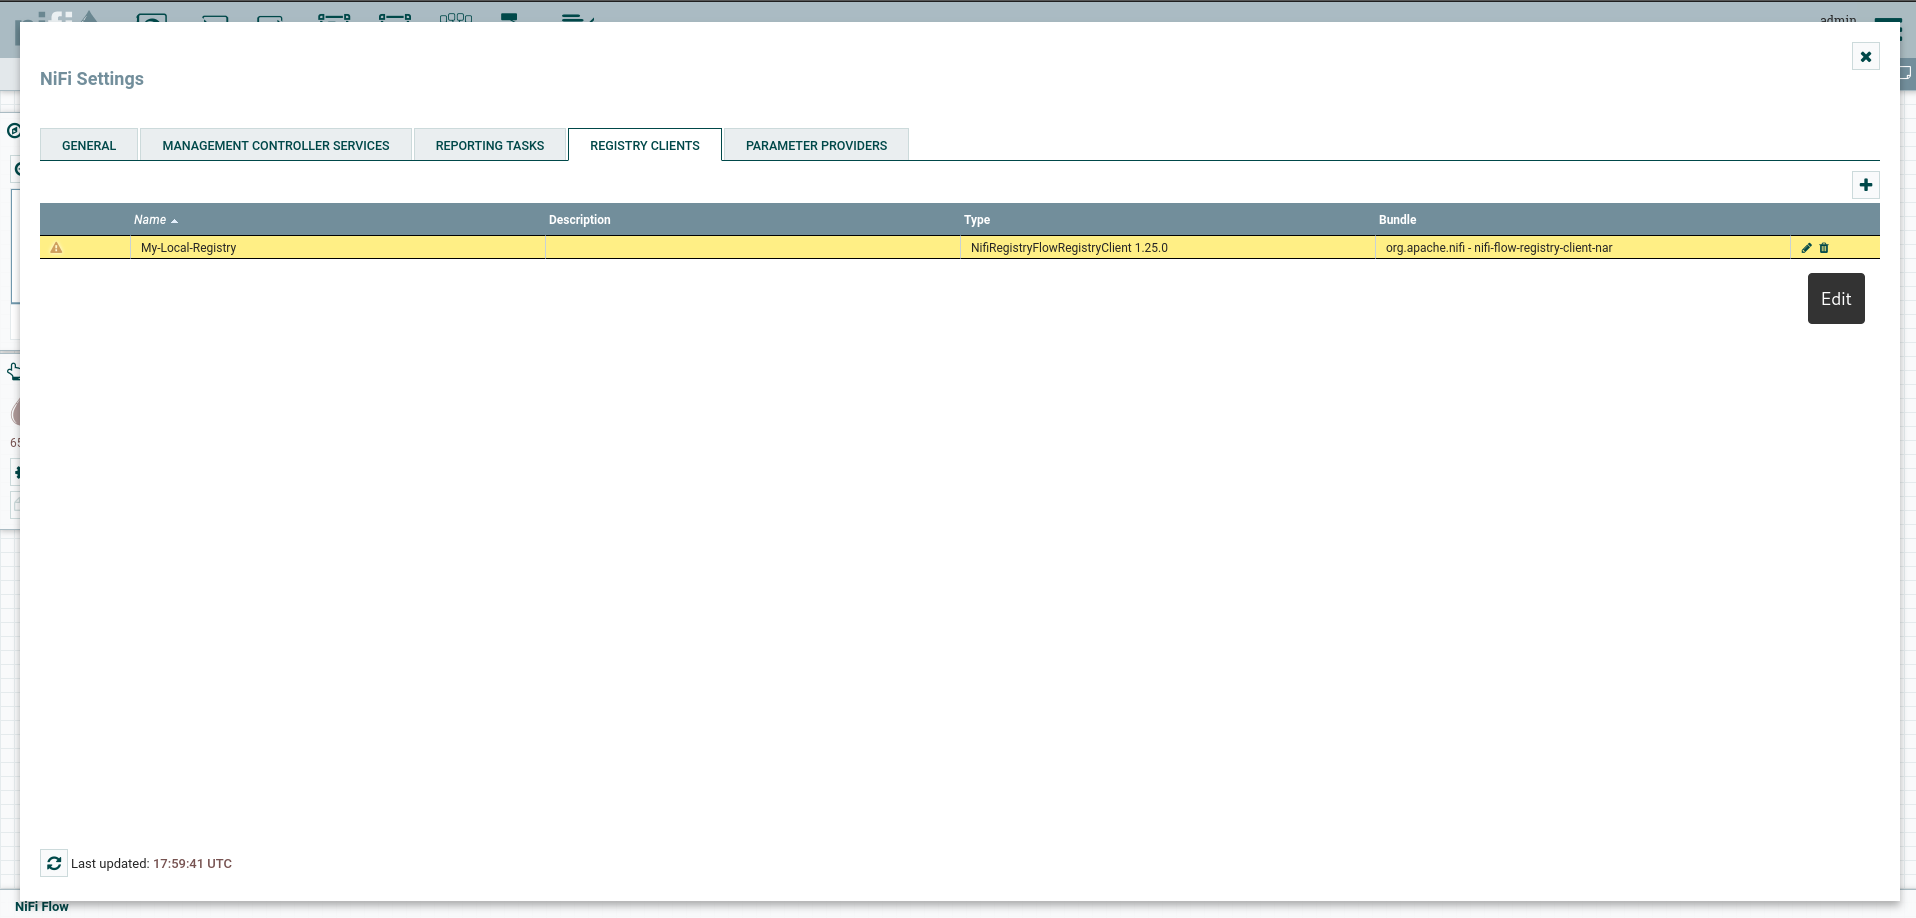 nifi
admin
NiFi Settings
GENERAL MANAGEMENT CONTROLLER SERVICES REPORTING TASKS REGISTRY CLIENTS PARAMETER PROVIDERS
Name Description Type Bundle
My-Local-Registry NifiRegistryFlowRegistryClient 1.25.0 org.apache.nifi - nifi-flow-registry-client-nar
Edit
Last updated: 17:59:41 UTC
NiFi Flow